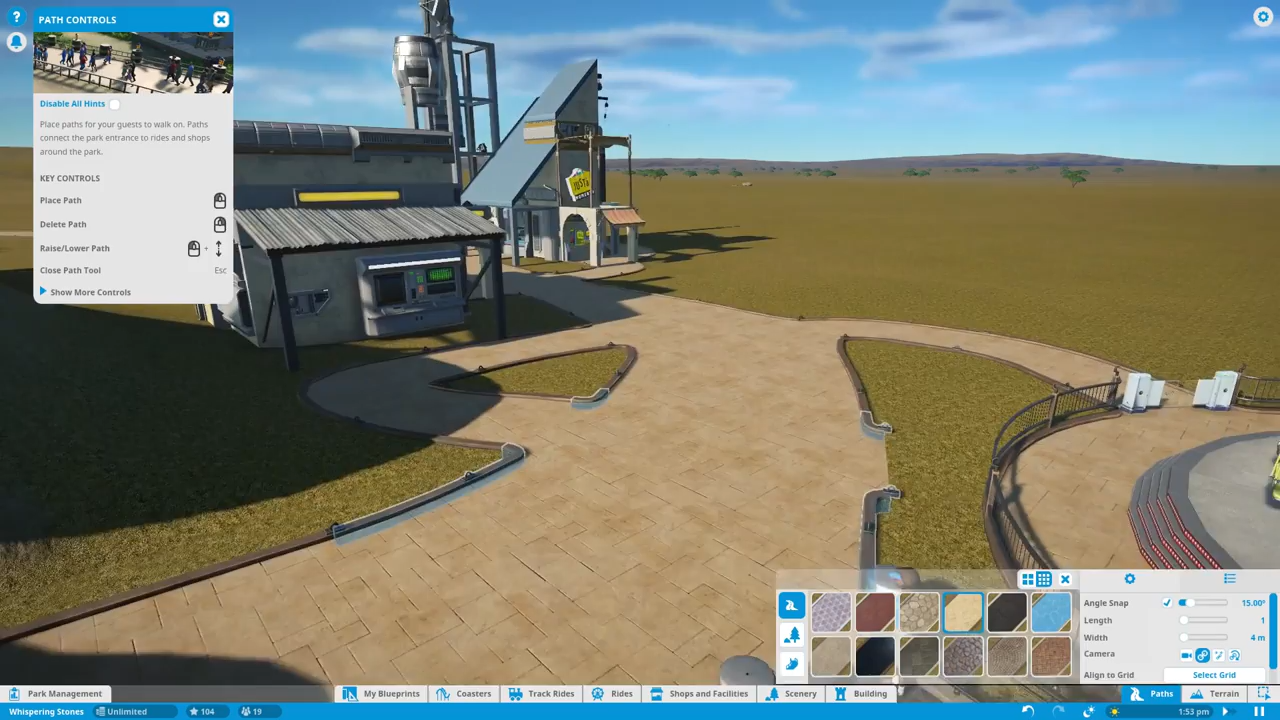 PATH CONTROLS
Disable All Hints
Place paths for your guests to walk on. Paths
connect the park entrance to rides and shops
around the park.
KEY CONTROLS
Place Path
Delete Path
Raise/Lower Path
+
Close Path Tool Esc
Show More Controls
Angle Snap 15.00°
Length 1
Width 4 m
Camera
Align to Grid Select Grid
Park Management
My Blueprints
Coasters
Track Rides
Rides
Shops and Facilities
Scenery
Building
Paths
Terrain
Whispering Stones
Unlimited
104
19
1:53 pm